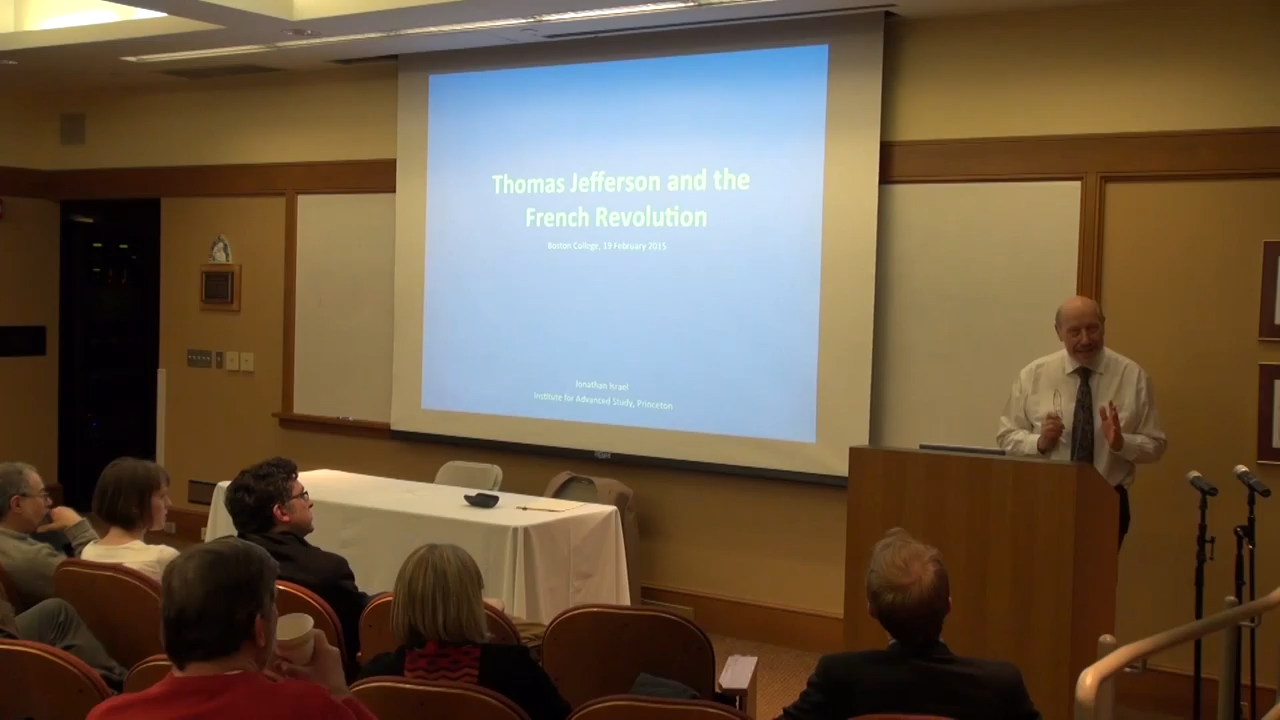 Thomas Jefferson and the
French Revolution
Boston College, 19 February 2015
Jonathan Israel
Institute for Advanced Study, Princeton